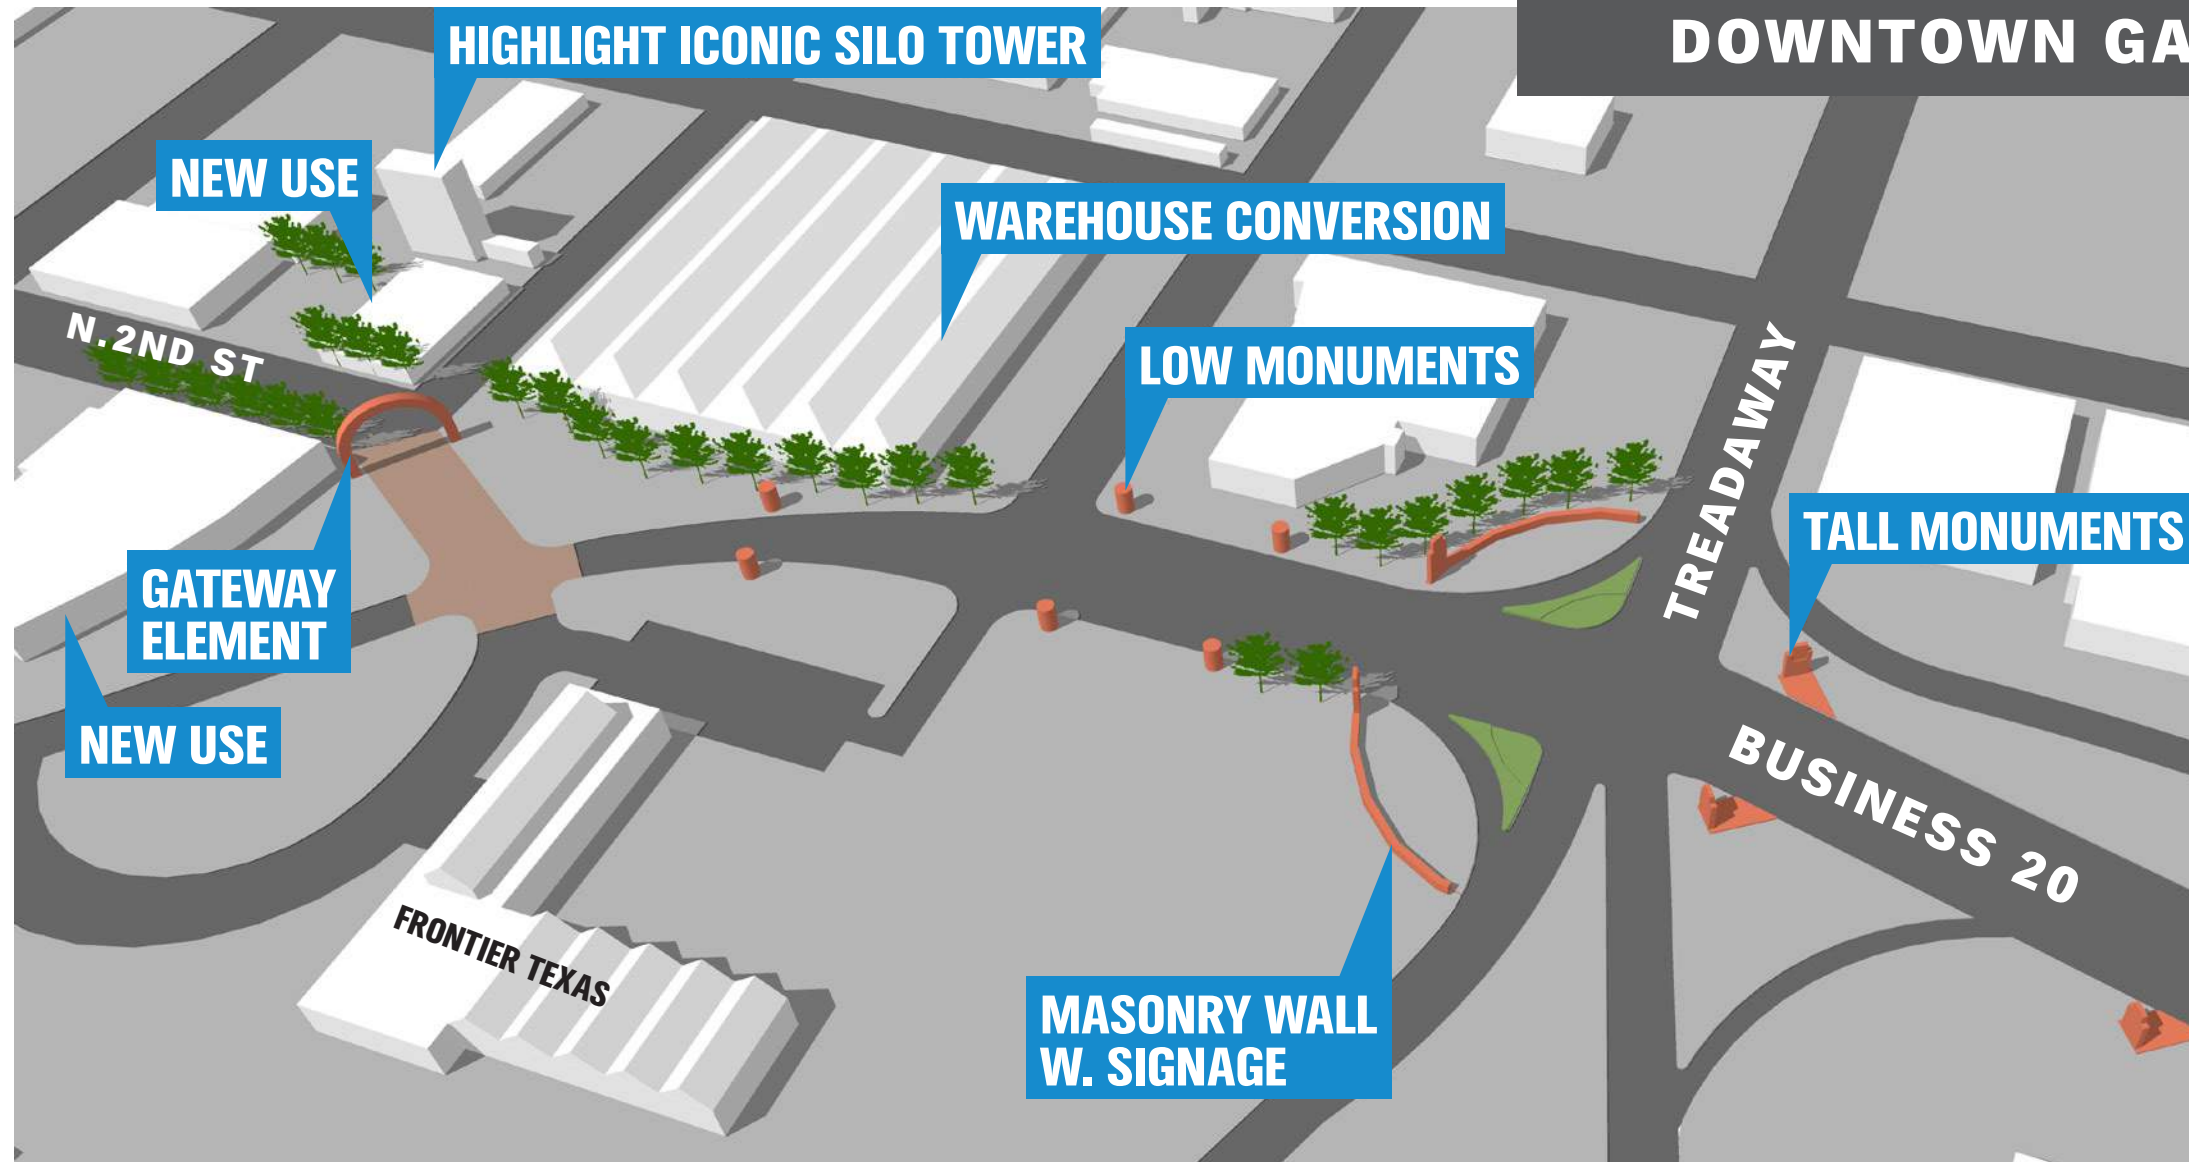 DOWNTOWN GA
HIGHLIGHT ICONIC SILO TOWER
NEW USE
WAREHOUSE CONVERSION
N. 2ND ST
LOW MONUMENTS
TREADAWAY
TALL MONUMENTS
GATEWAY
ELEMENT
NEW USE
BUSINESS 20
FRONTIER TEXAS
MASONRY WALL
W. SIGNAGE